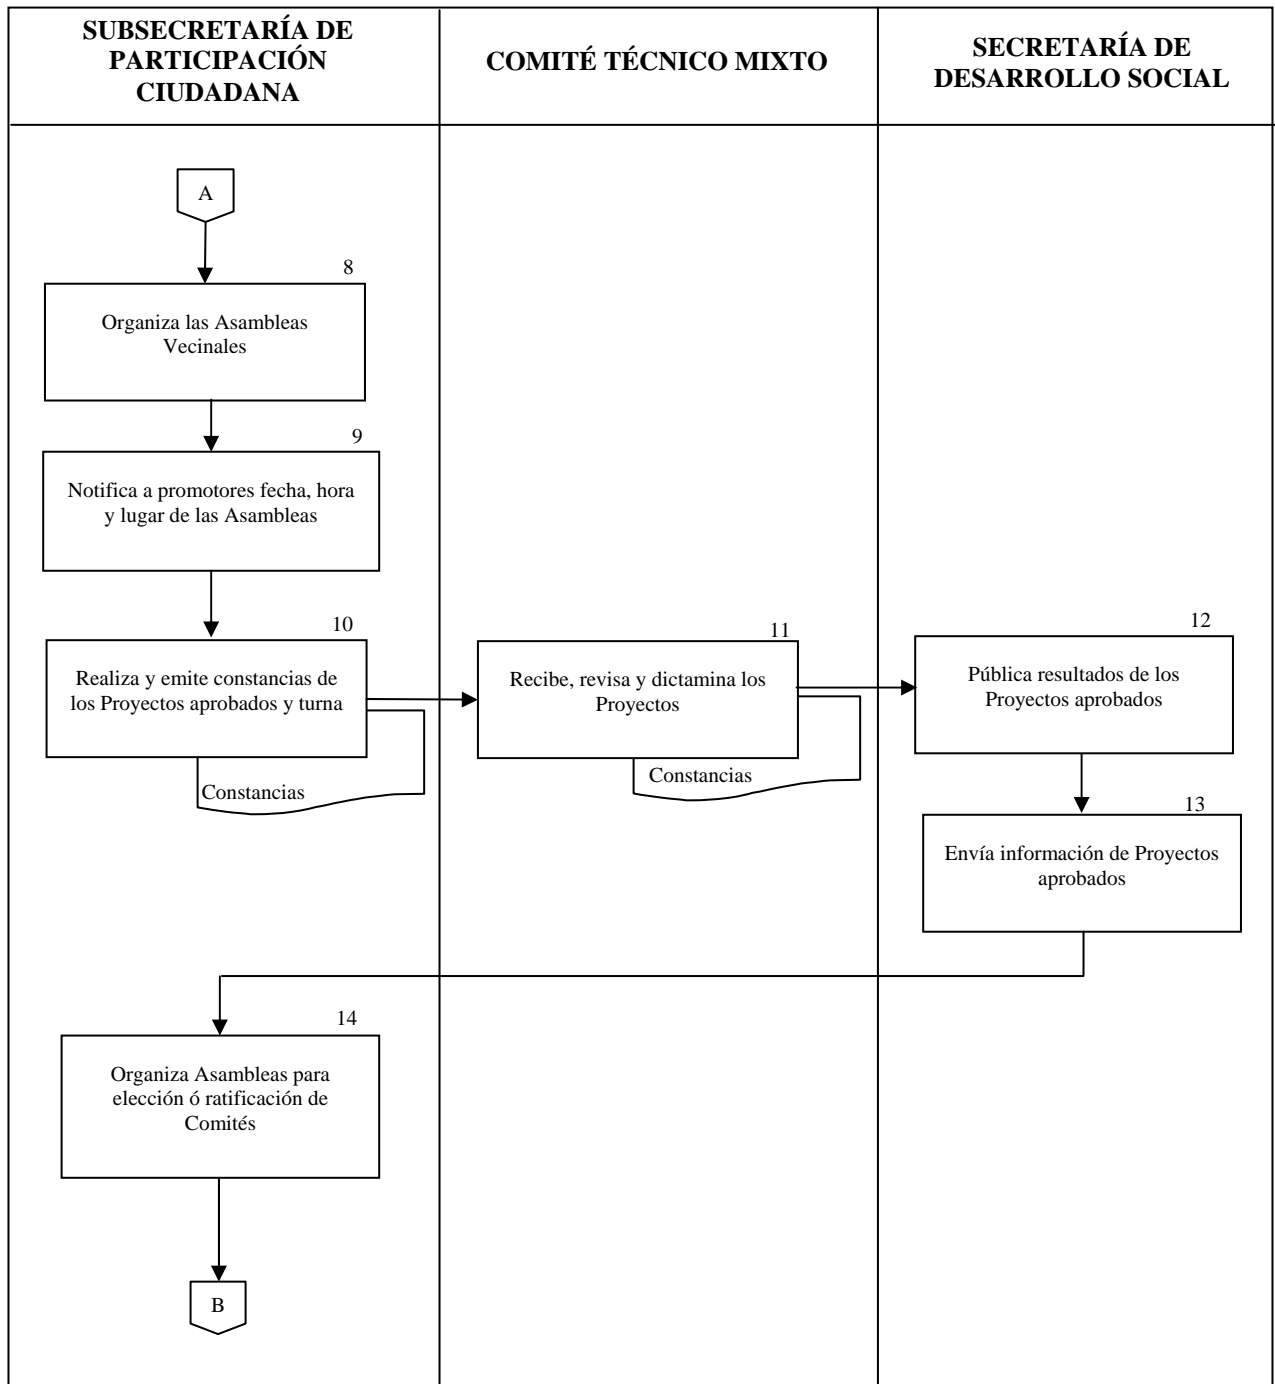 SUBSECRETARÍA DE
PARTICIPACIÓN
CIUDADANA
COMITÉ TÉCNICO MIXTO
SECRETARÍA DE
DESARROLLO SOCIAL
A
8
Organiza las Asambleas
Vecinales
9
Notifica a promotores fecha, hora
y lugar de las Asambleas
10
Realiza y emite constancias de
los Proyectos aprobados y turna
Constancias
11
Recibe, revisa y dictamina los
Proyectos
Constancias
12
Pública resultados de los
Proyectos aprobados
13
Envía información de Proyectos
aprobados
14
Organiza Asambleas para
elección ó ratificación de
Comités
B